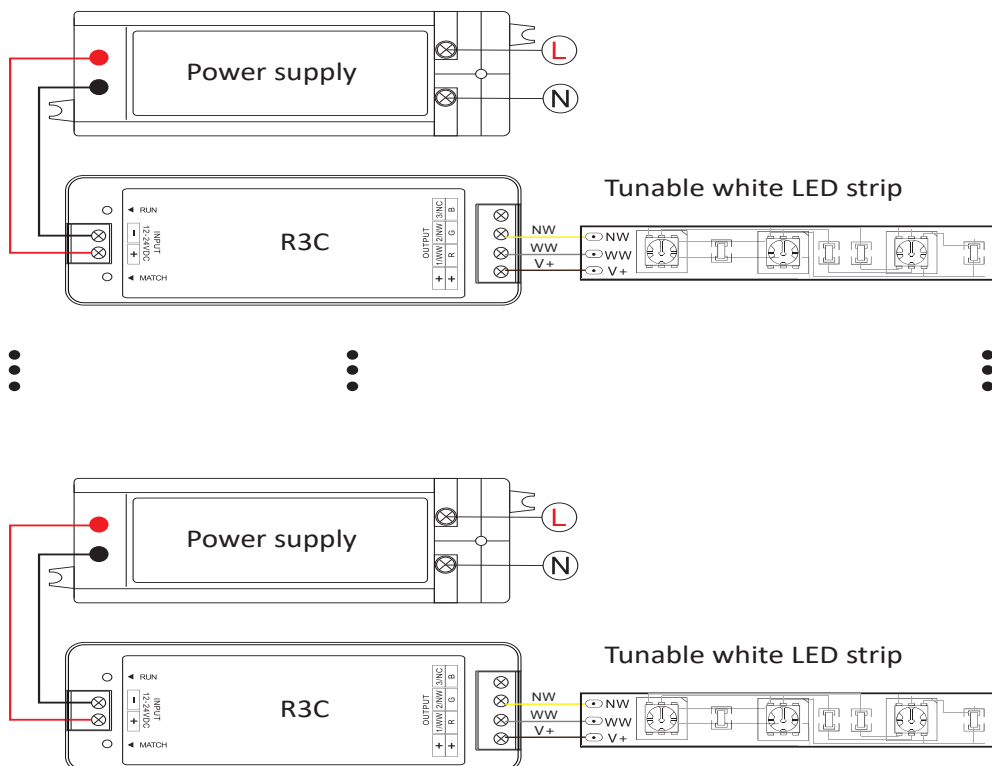 Power supply
L
N
Tunable white LED strip
RUN
INPUT
12-24VDC
- +
MATCH
R3C
OUTPUT
+ 1/WW 2/NW 3/NC
+ R G B
NW
WW
V+
NW
WW
V+
Power supply
L
N
Tunable white LED strip
RUN
INPUT
12-24VDC
- +
MATCH
R3C
OUTPUT
+ 1/WW 2/NW 3/NC
+ R G B
NW
WW
V+
NW
WW
V+